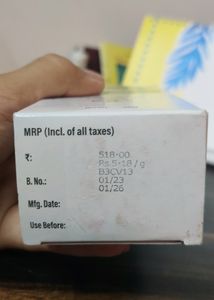 MRP (Incl. of all taxes)
₹: 518-00
Rs.5-18 / g
B. No.: B3CV13
01/23
Mfg. Date: 01/26
Use Before: